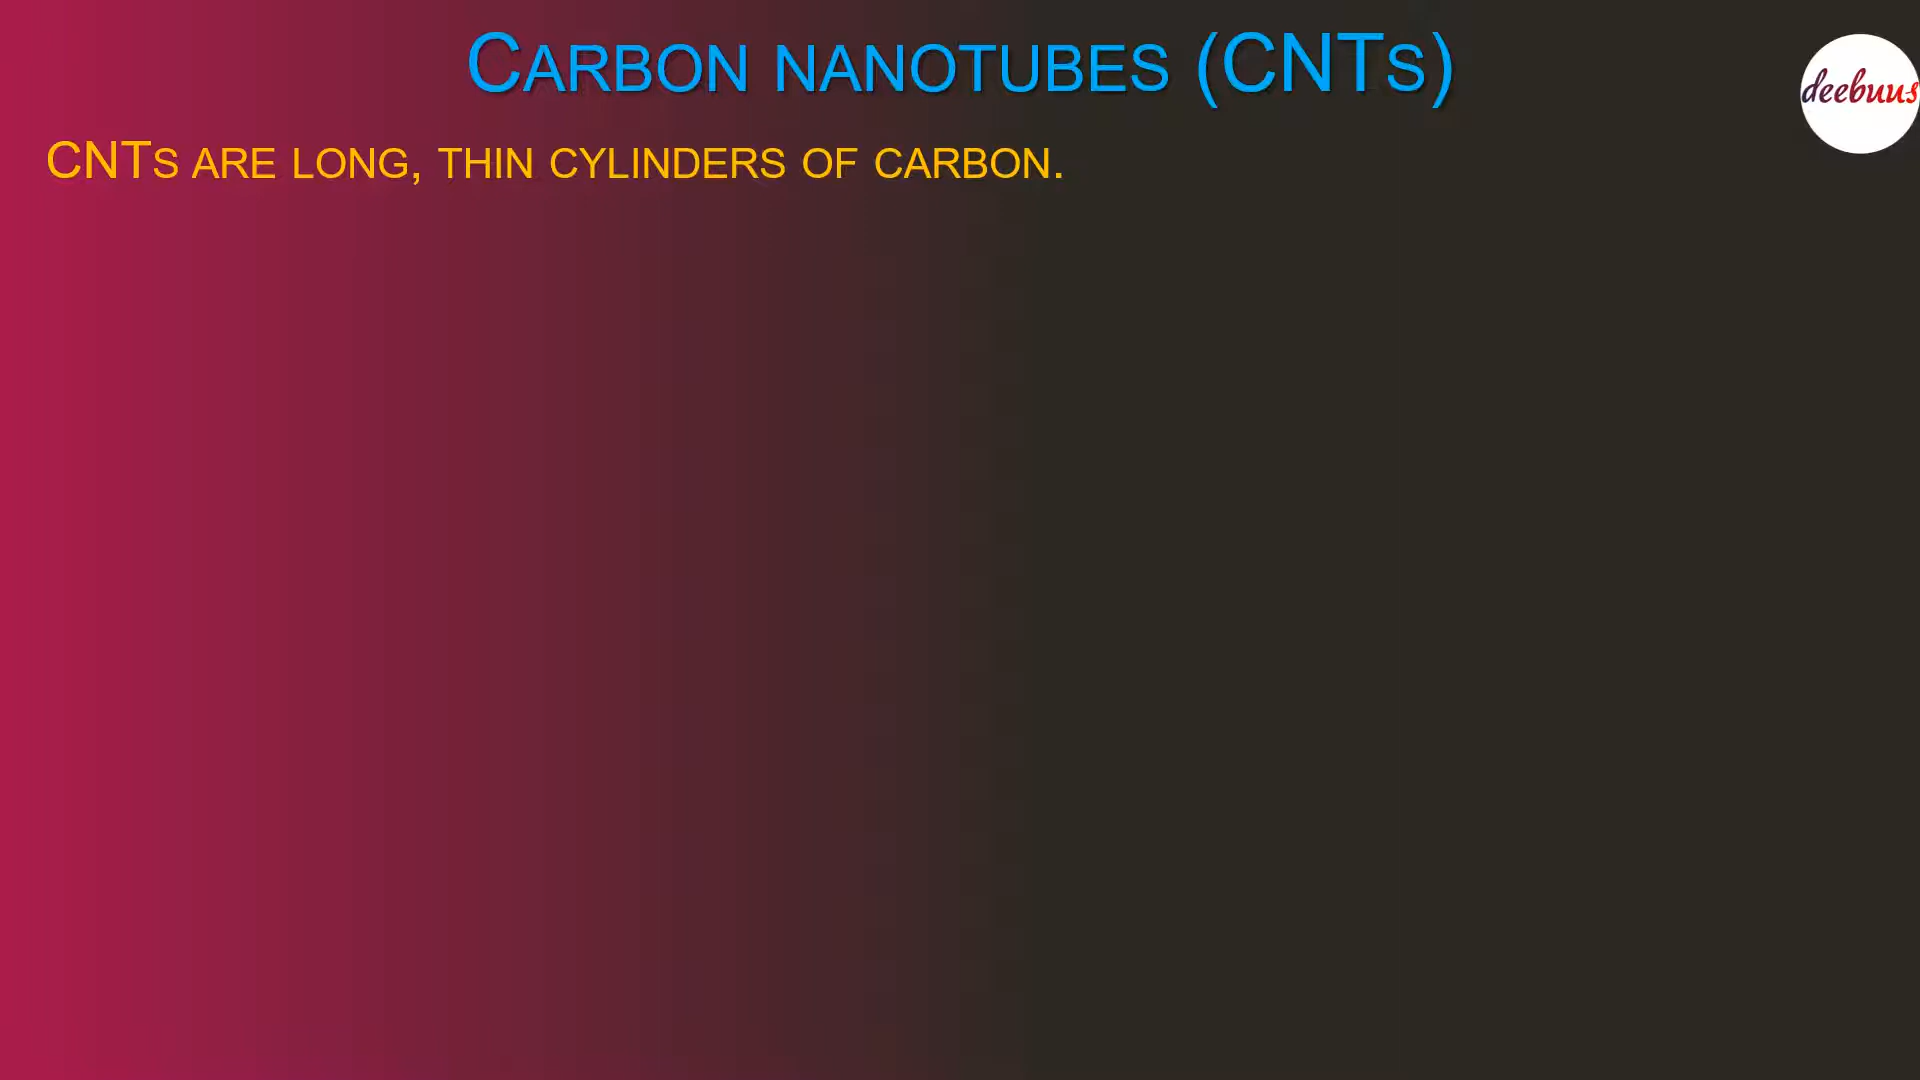 Carbon nanotubes (CNTs)
deebuus
CNTs are long, thin cylinders of carbon.